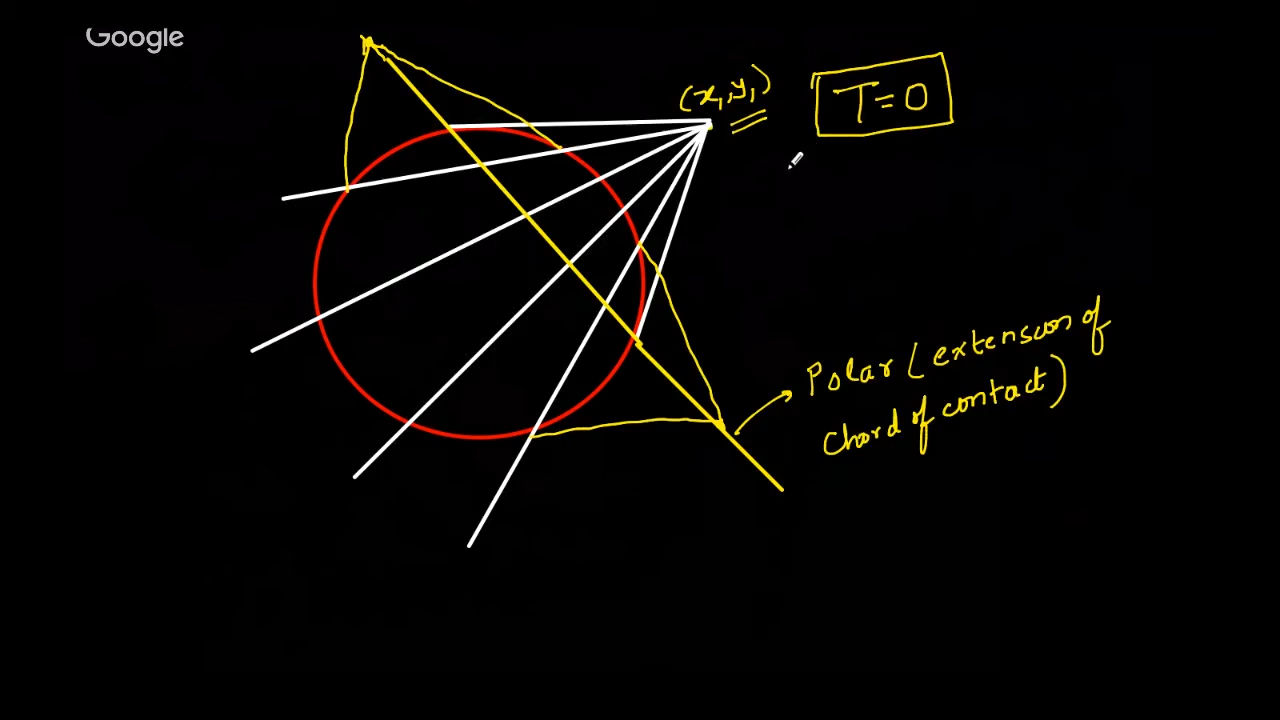 Google
(x₁,y₁)
T=0
Polar (extension of
chord of contact)